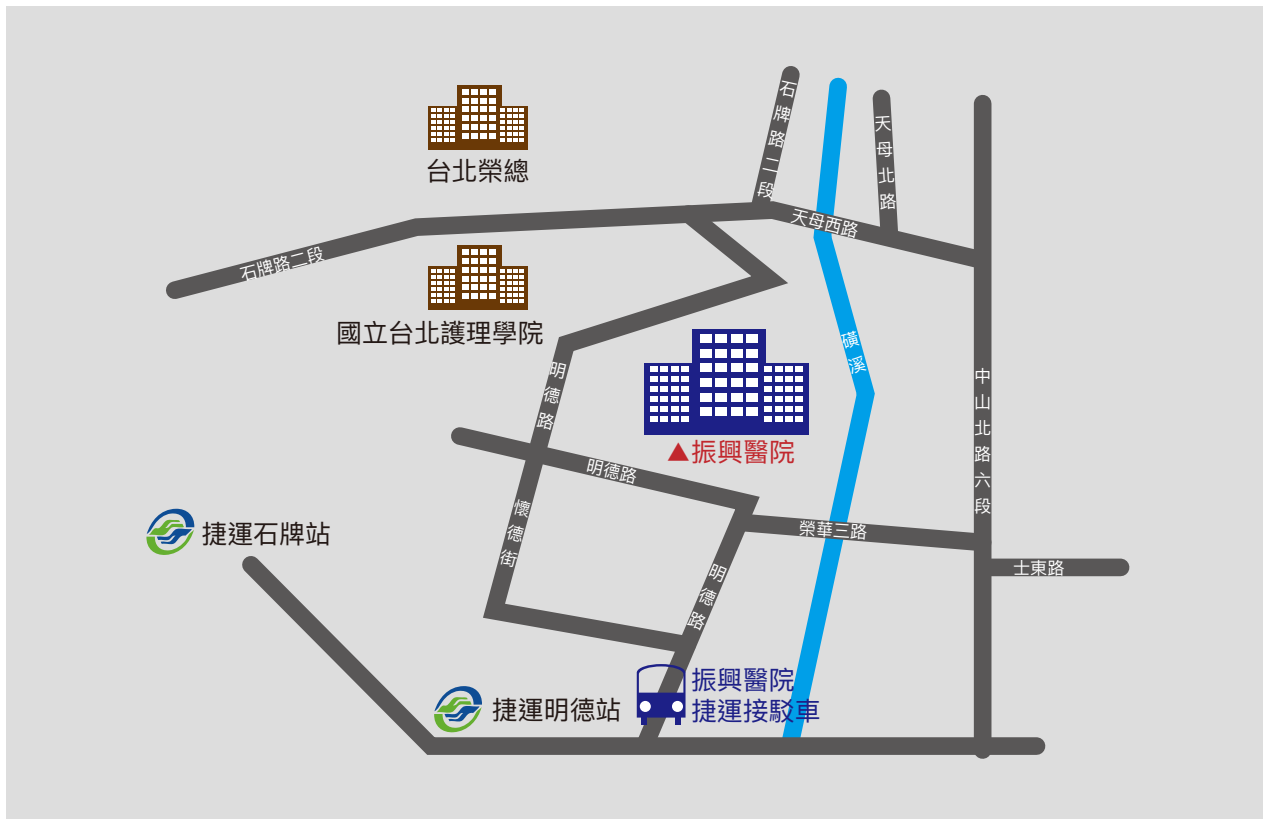 石牌路二段
天母北路
台北榮總
天母西路
石牌路二段
國立台北護理學院
磺溪
明德路
中山北路六段
▲振興醫院
明德路
懷德街
捷運石牌站
榮華三路
士東路
明德路
振興醫院
捷運接駁車
捷運明德站